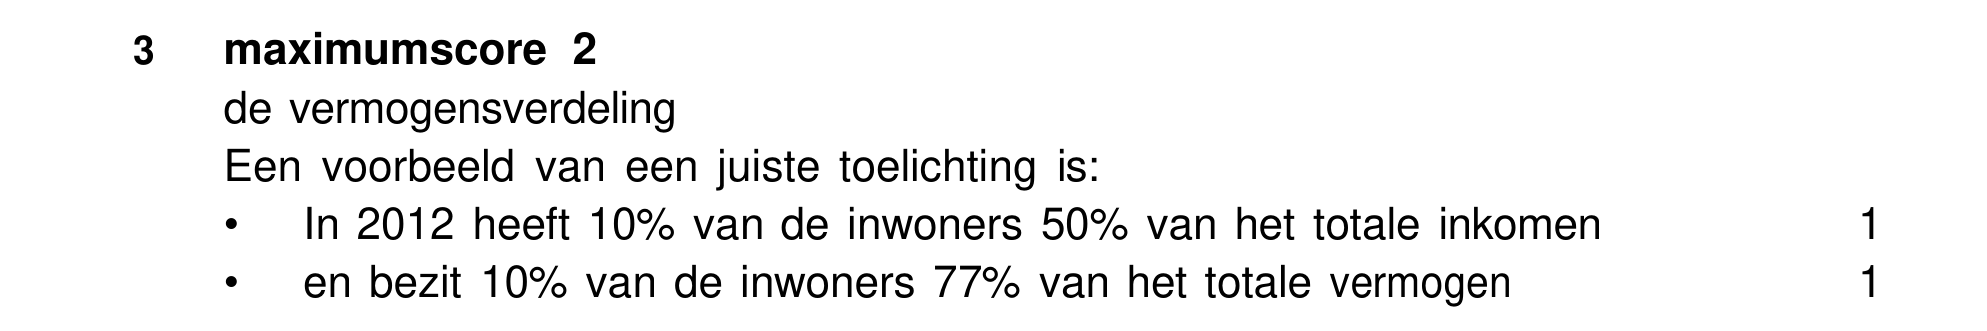 3 maximumscore 2
de vermogensverdeling
Een voorbeeld van een juiste toelichting is:
• In 2012 heeft 10% van de inwoners 50% van het totale inkomen 1
• en bezit 10% van de inwoners 77% van het totale vermogen 1